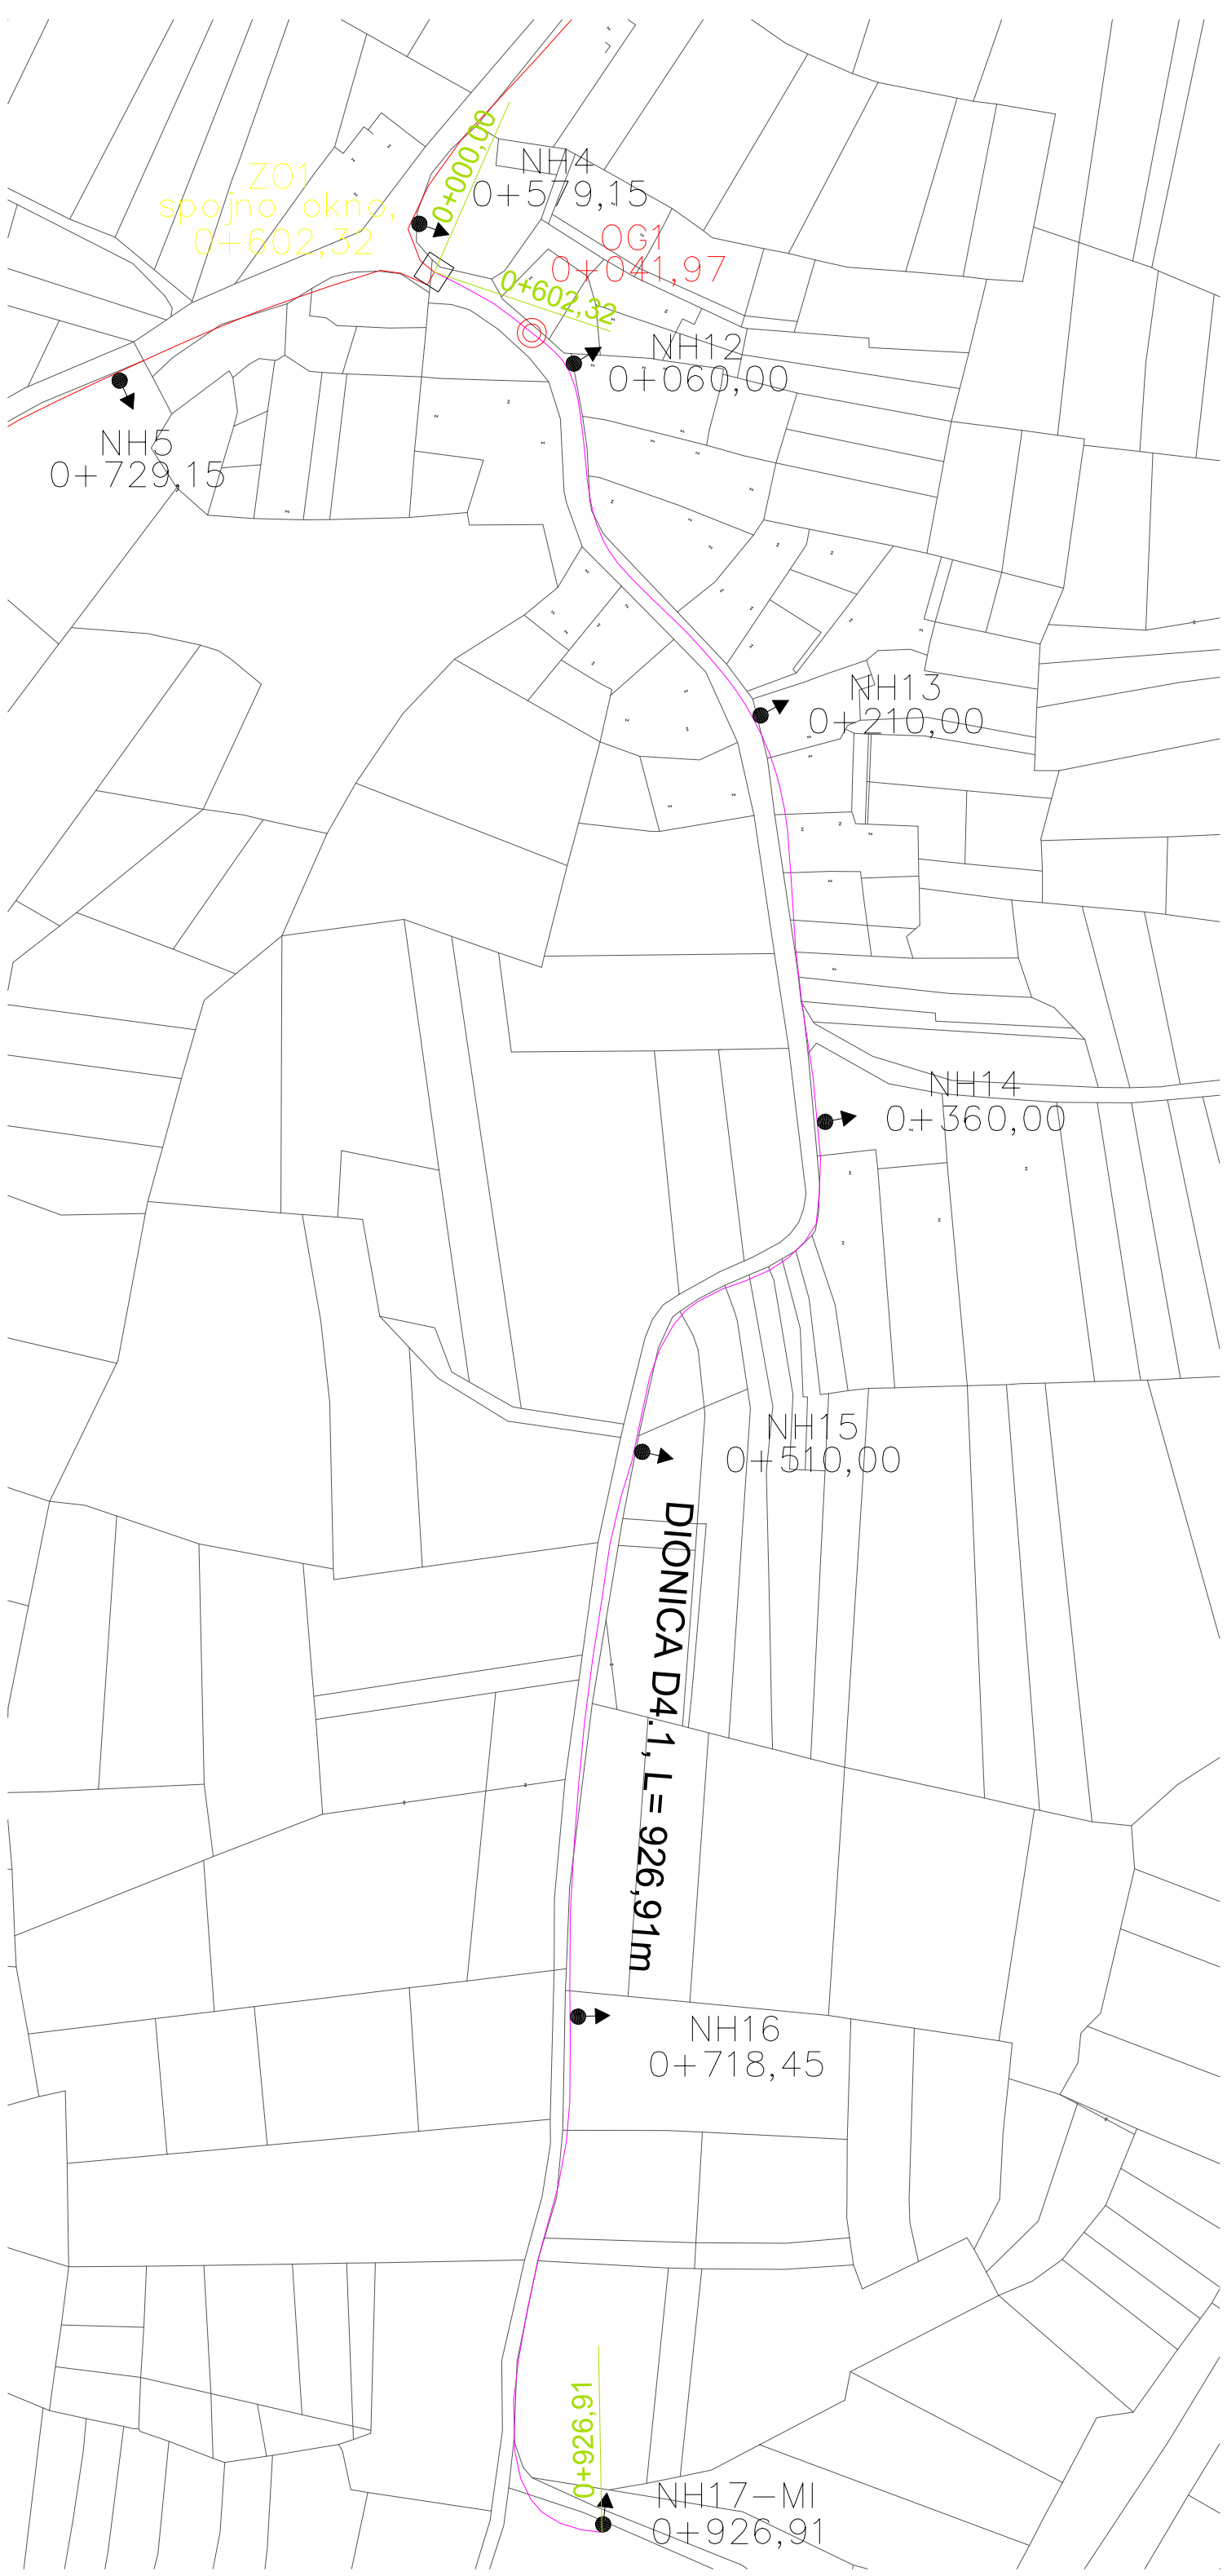 0+000,00
NH4
0+579,15
ZO1
spojno okno,
0+602,32
OG1
0+041,97
0+602,32
NH12
0+060,00
NH5
0+729,15
NH13
0+210,00
NH14
0+360,00
NH15
0+510,00
DIONICA D4.1, L= 926,91m
NH16
0+718,45
0+926,91
NH17-MI
0+926,91